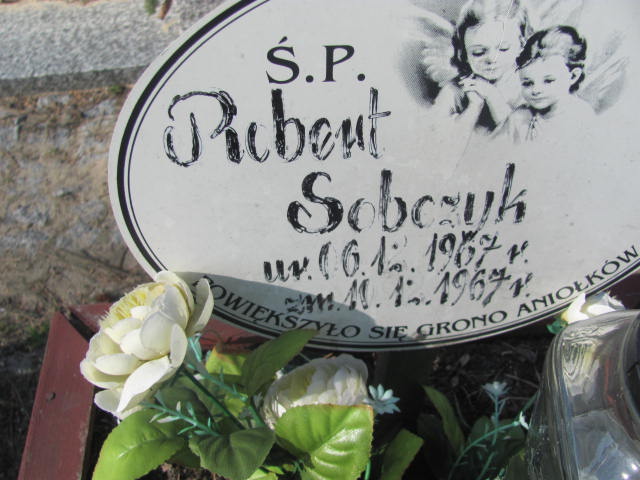 Ś.P.
Robert
Sobczyk
ur. 06.12.1967 r.
zm. 10.12.1967 r.
POWIĘKSZYŁO SIĘ GRONO ANIOŁKÓW